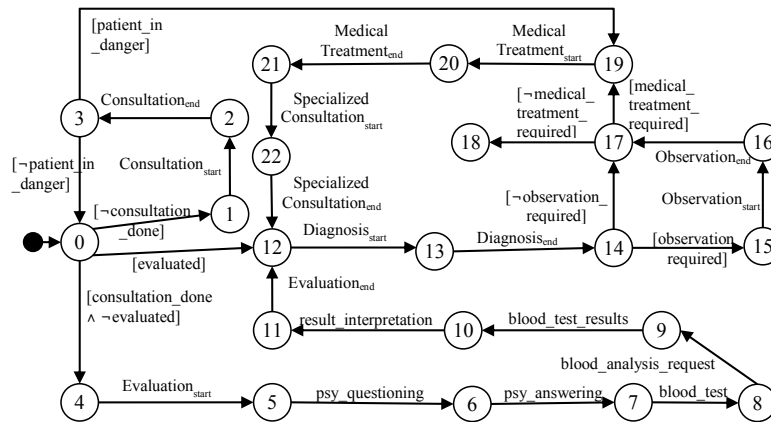 [patient_in
_danger]
Medical
Treatment_end
Medical
Treatment_start
21
20
19
Consultation_end
3
2
Specialized
Consultation_start
[¬medical_
treatment_
required]
[medical_
treatment_
required]
18
17
16
[¬patient_in
_danger]
Consultation_start
22
Observation_end
[¬consultation
_done]
1
Specialized
Consultation_end
[¬observation_
required]
Observation_start
0
12
Diagnosis_start
13
Diagnosis_end
14
15
[evaluated]
[observation_
required]
[consultation_done
∧ ¬evaluated]
Evaluation_end
11
result_interpretation
10
blood_test_results
9
blood_analysis_request
4
Evaluation_start
5
psy_questioning
6
psy_answering
7
blood_test
8